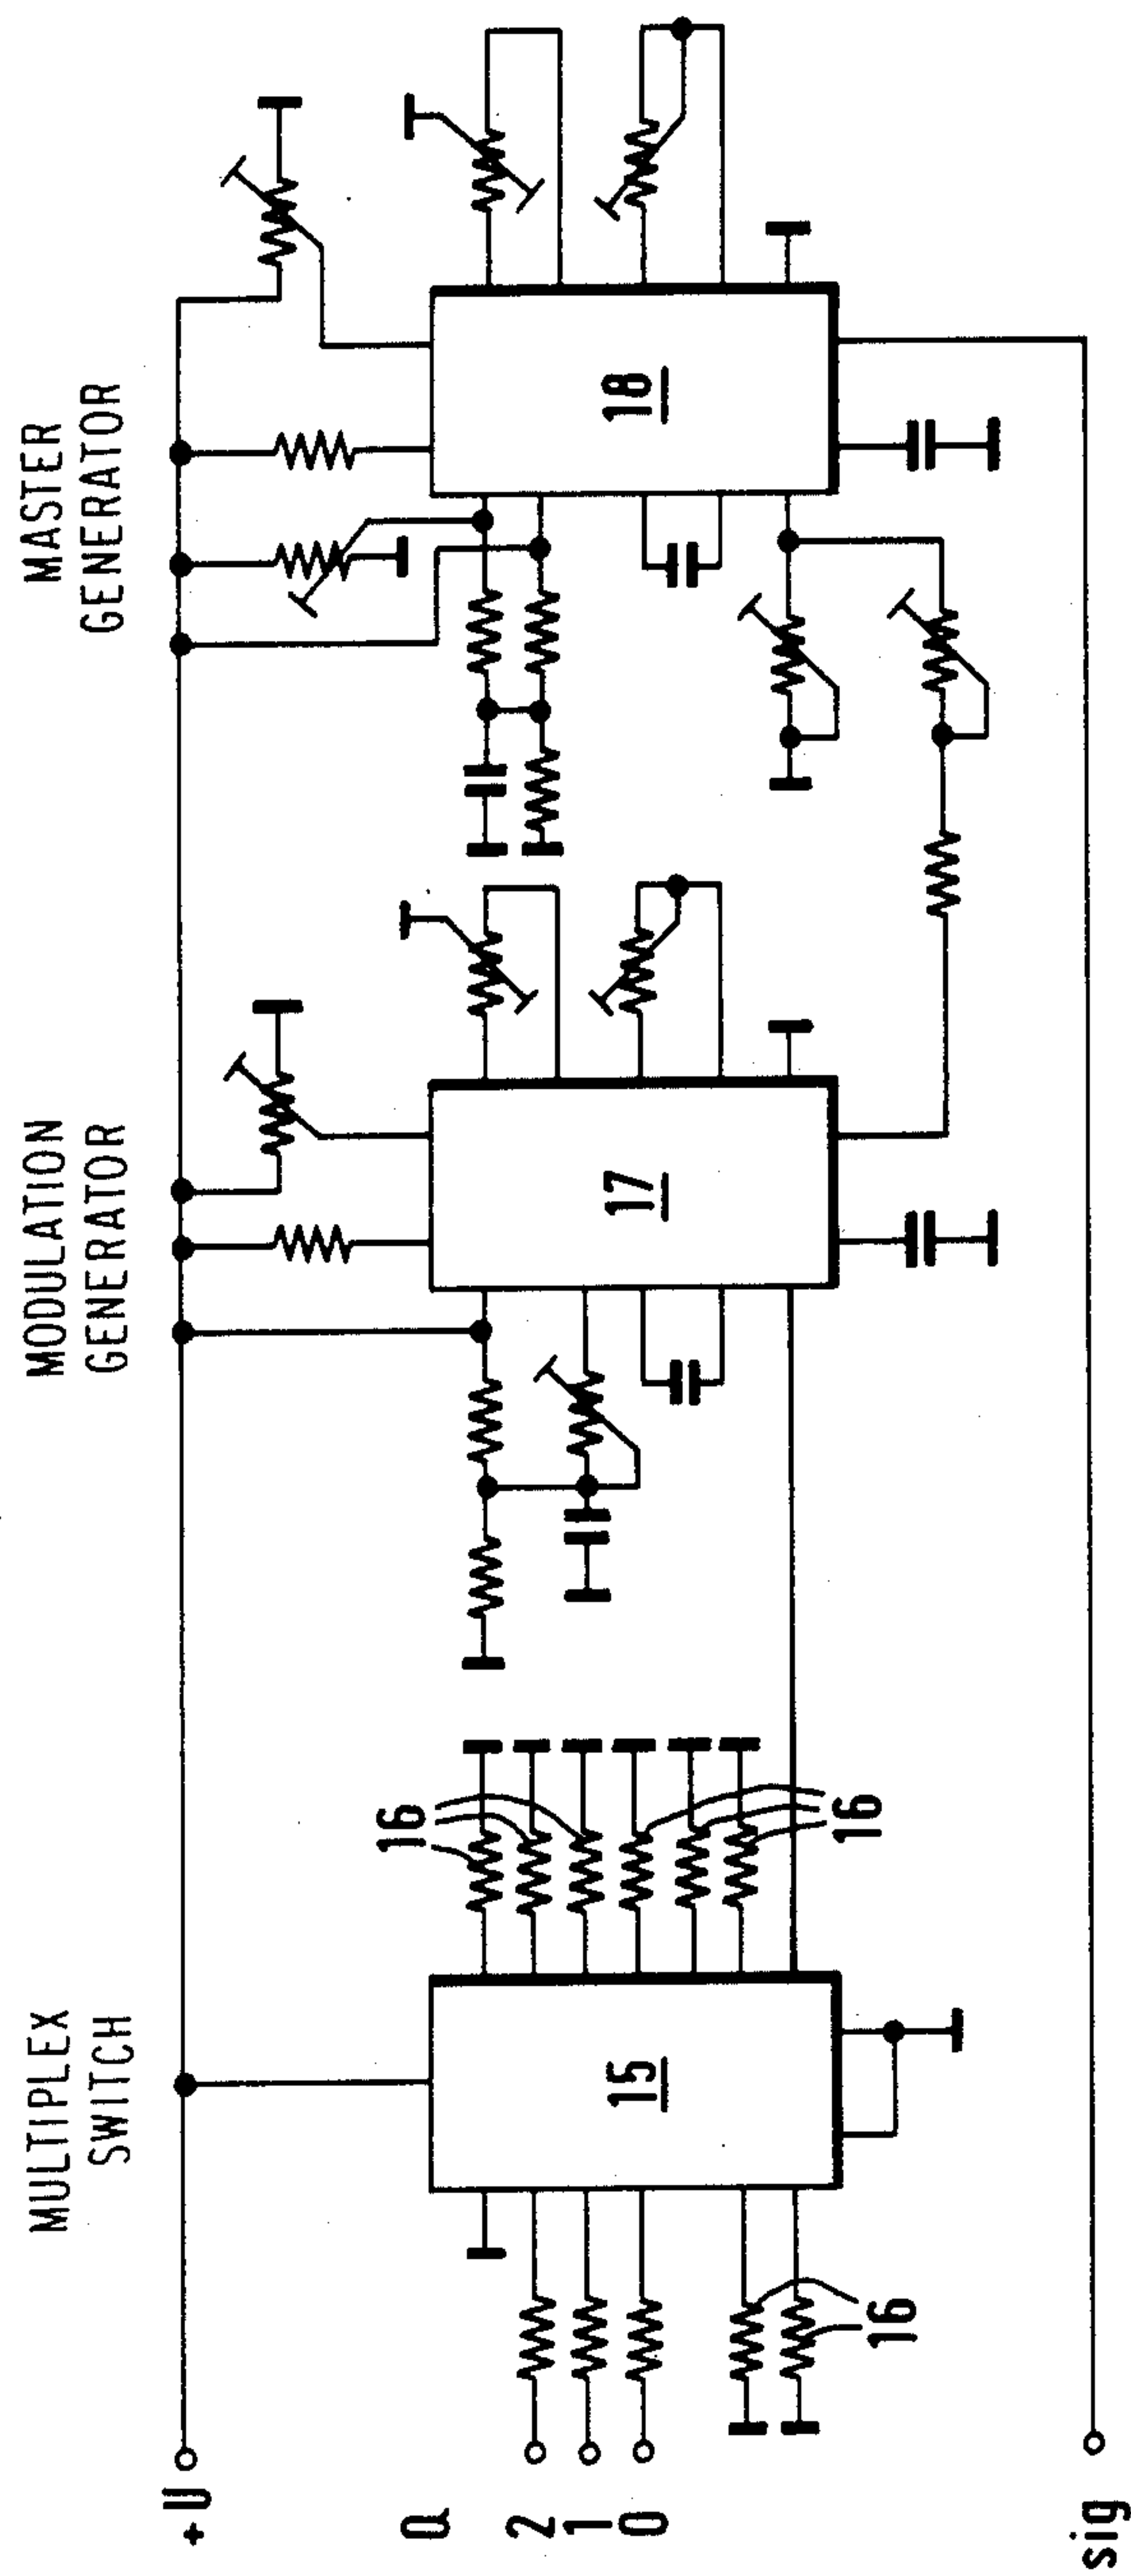 MULTIPLEX
SWITCH
MODULATION
GENERATOR
MASTER
GENERATOR
+U
Q
2
1
0
sig
15
16
16
16
17
18